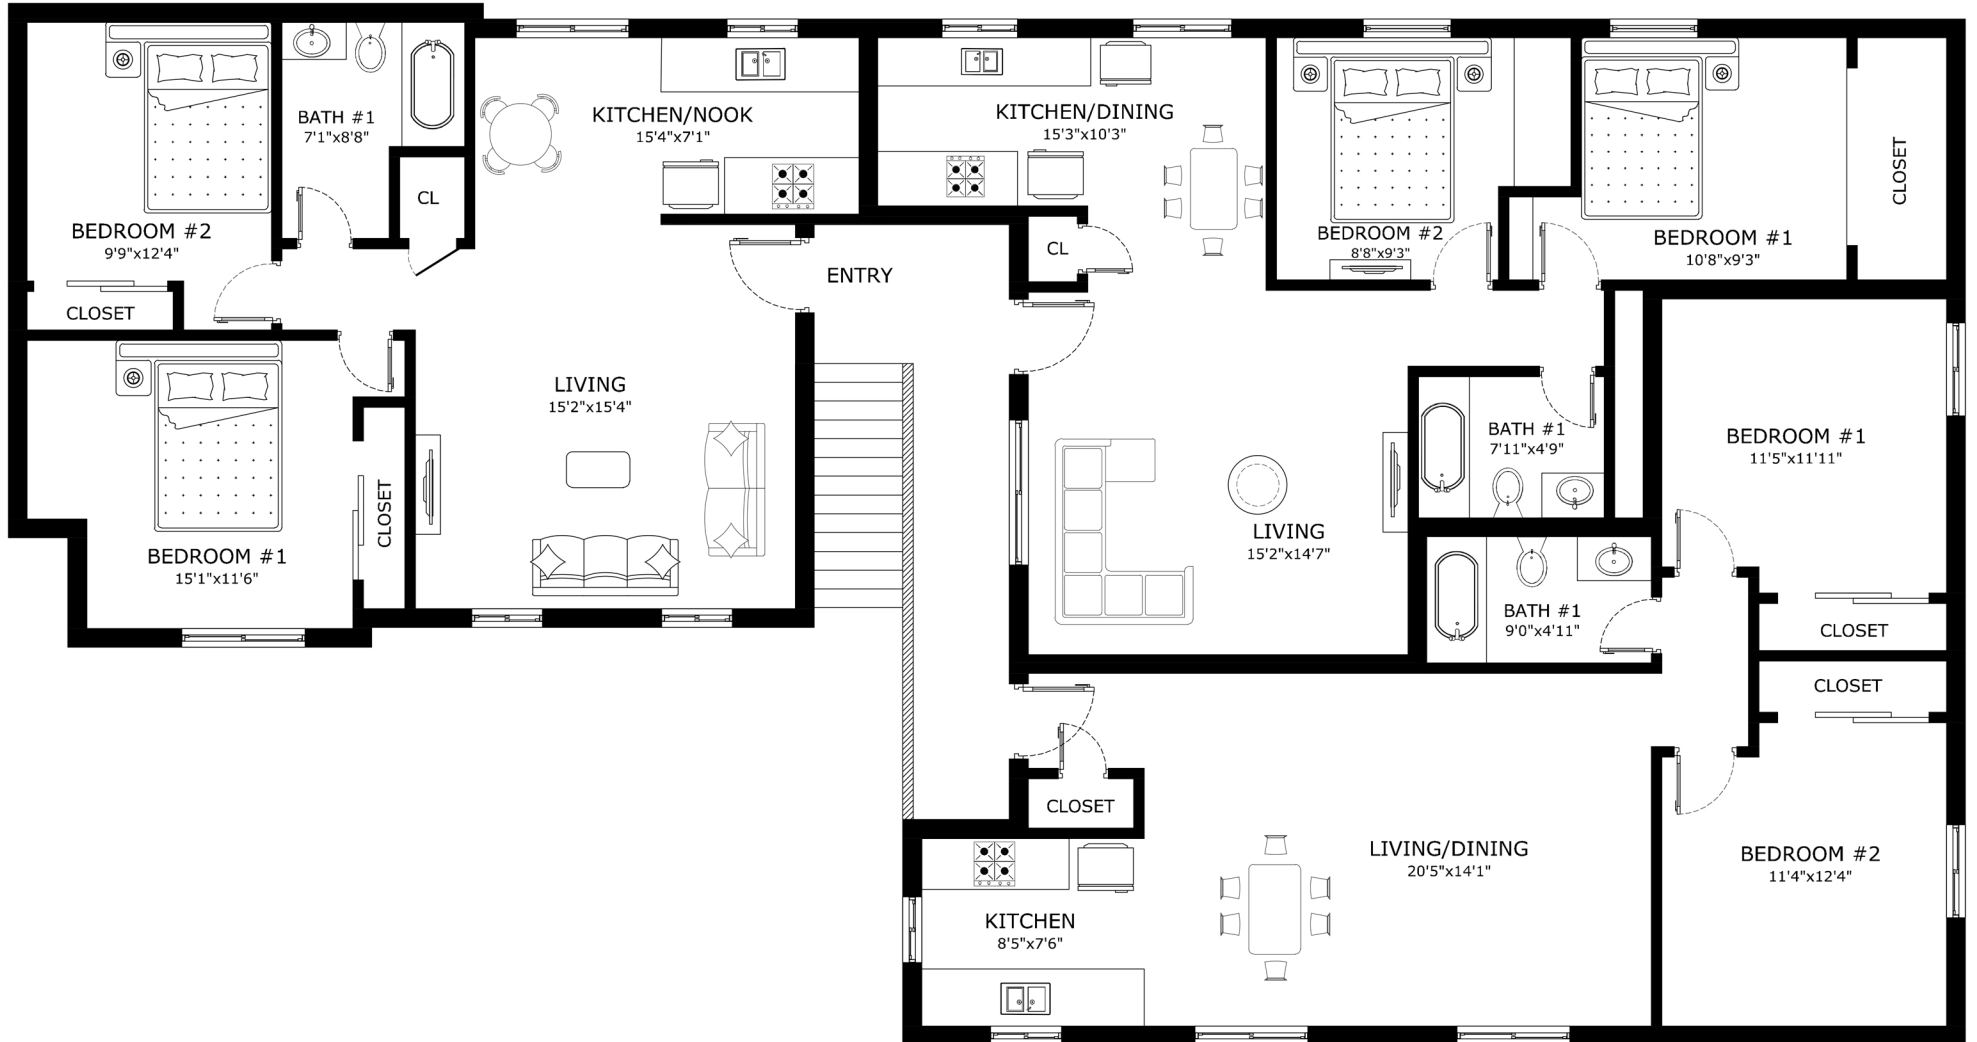 BATH #1
7'1"x8'8"
KITCHEN/NOOK
15'4"x7'1"
KITCHEN/DINING
15'3"x10'3"
CLOSET
CL
BEDROOM #2
9'9"x12'4"
BEDROOM #2
8'8"x9'3"
BEDROOM #1
10'8"x9'3"
CL
ENTRY
CLOSET
LIVING
15'2"x15'4"
BATH #1
7'11"x4'9"
BEDROOM #1
11'5"x11'11"
CLOSET
LIVING
15'2"x14'7"
BEDROOM #1
15'1"x11'6"
BATH #1
9'0"x4'11"
CLOSET
CLOSET
CLOSET
LIVING/DINING
20'5"x14'1"
BEDROOM #2
11'4"x12'4"
KITCHEN
8'5"x7'6"